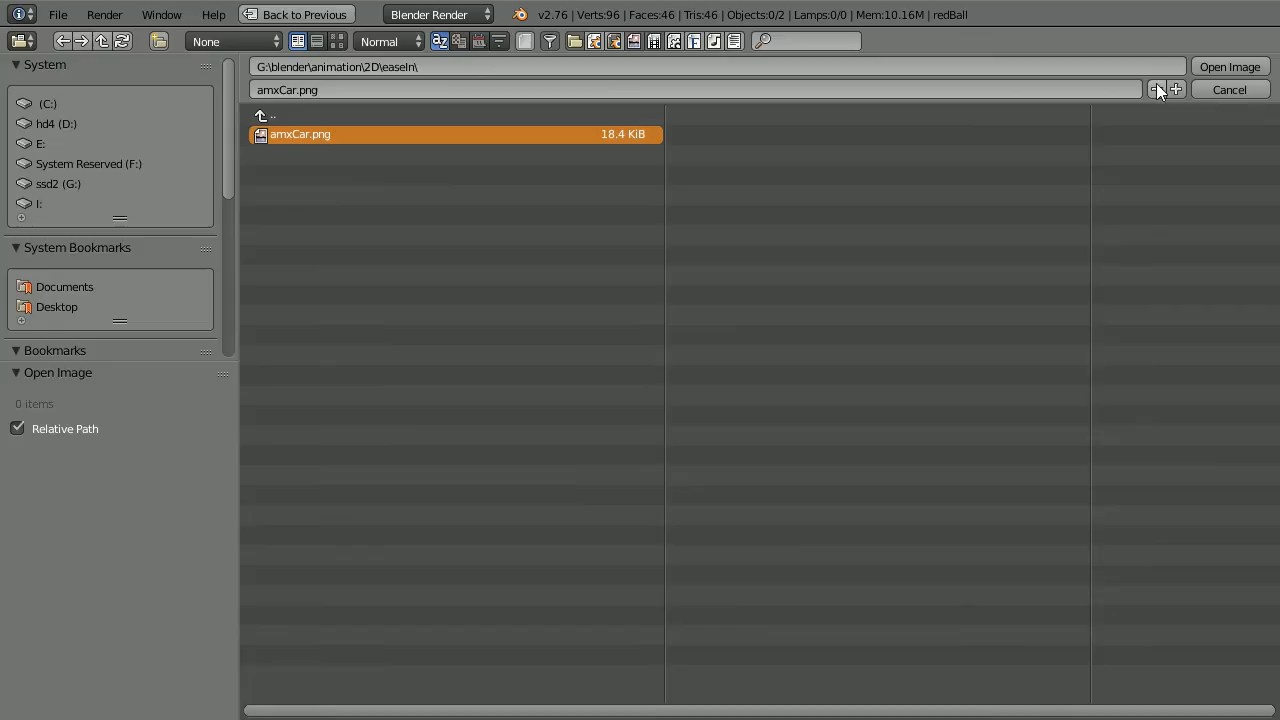 File Render Window Help Back to Previous Blender Render v2.76 | Verts:96 | Faces:46 | Tris:46 | Objects:0/2 | Lamps:0/0 | Mem:10.16M | redBall
None Normal
System
G:\blender\animation\2D\easeIn\ Open Image
amxCar.png Cancel
(C:)
hd4 (D:)
E:
System Reserved (F:)
ssd2 (G:)
I:
..
amxCar.png 18.4 KiB
System Bookmarks
Documents
Desktop
Bookmarks
Open Image
0 items
Relative Path